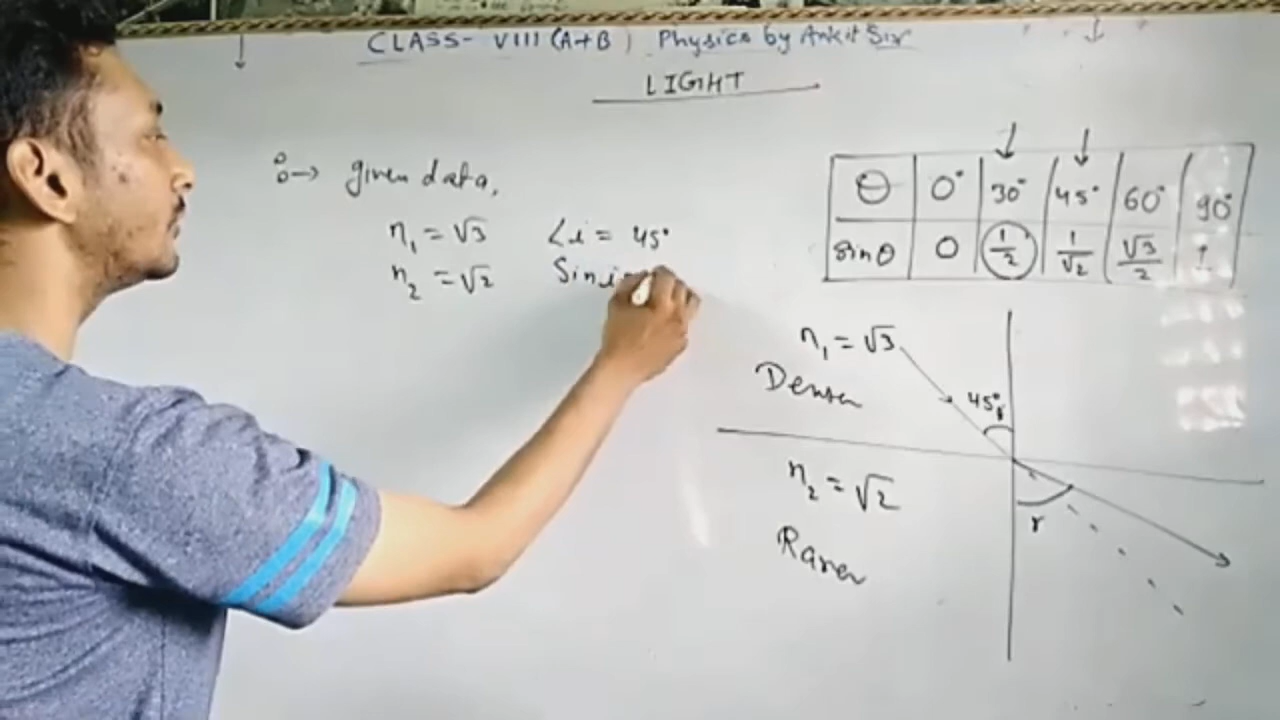 CLASS- VIII (A+B) Physics by Ankit Sir
LIGHT
given data,
n₁ = √3 ∠i = 45°
n₂ = √2 Sin i =
θ 0° 30° 45° 60° 90°
sinθ 0 1/2 1/√2 √3/2 1
n₁ = √3
Denser
45°
n₂ = √2
r
Rarer